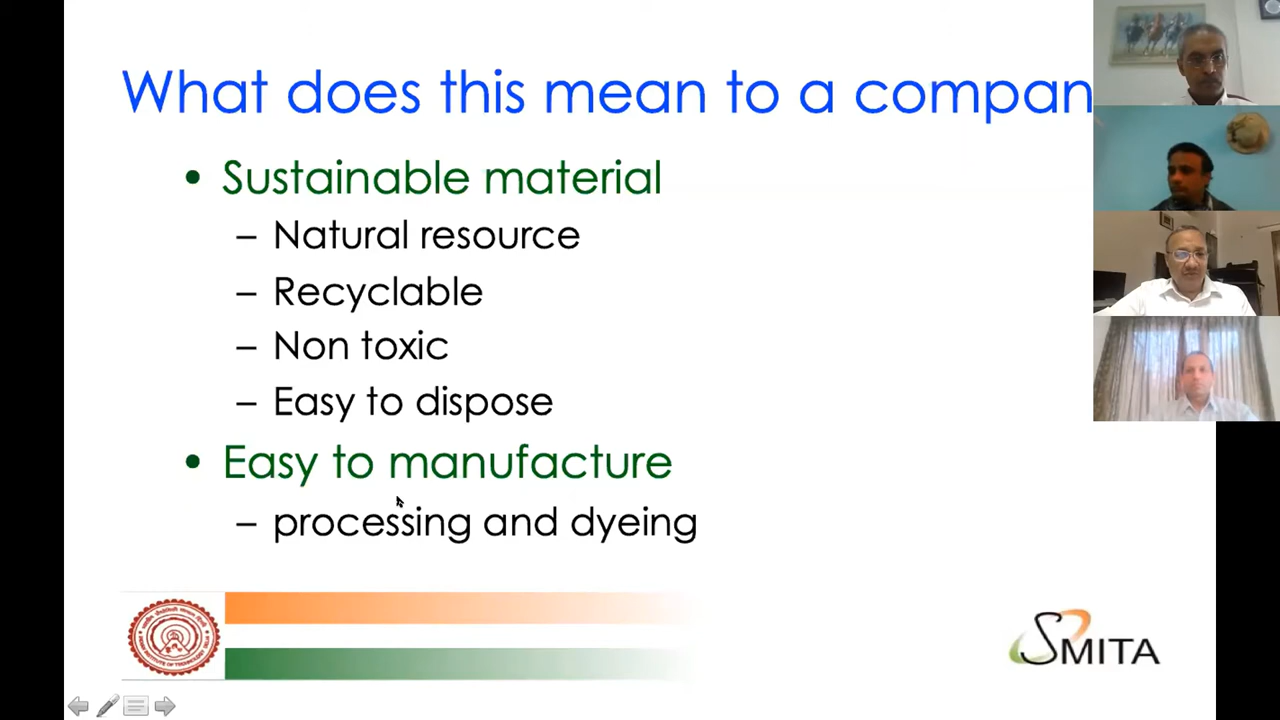 What does this mean to a compan
• Sustainable material
– Natural resource
– Recyclable
– Non toxic
– Easy to dispose
• Easy to manufacture
– processing and dyeing
SMITA